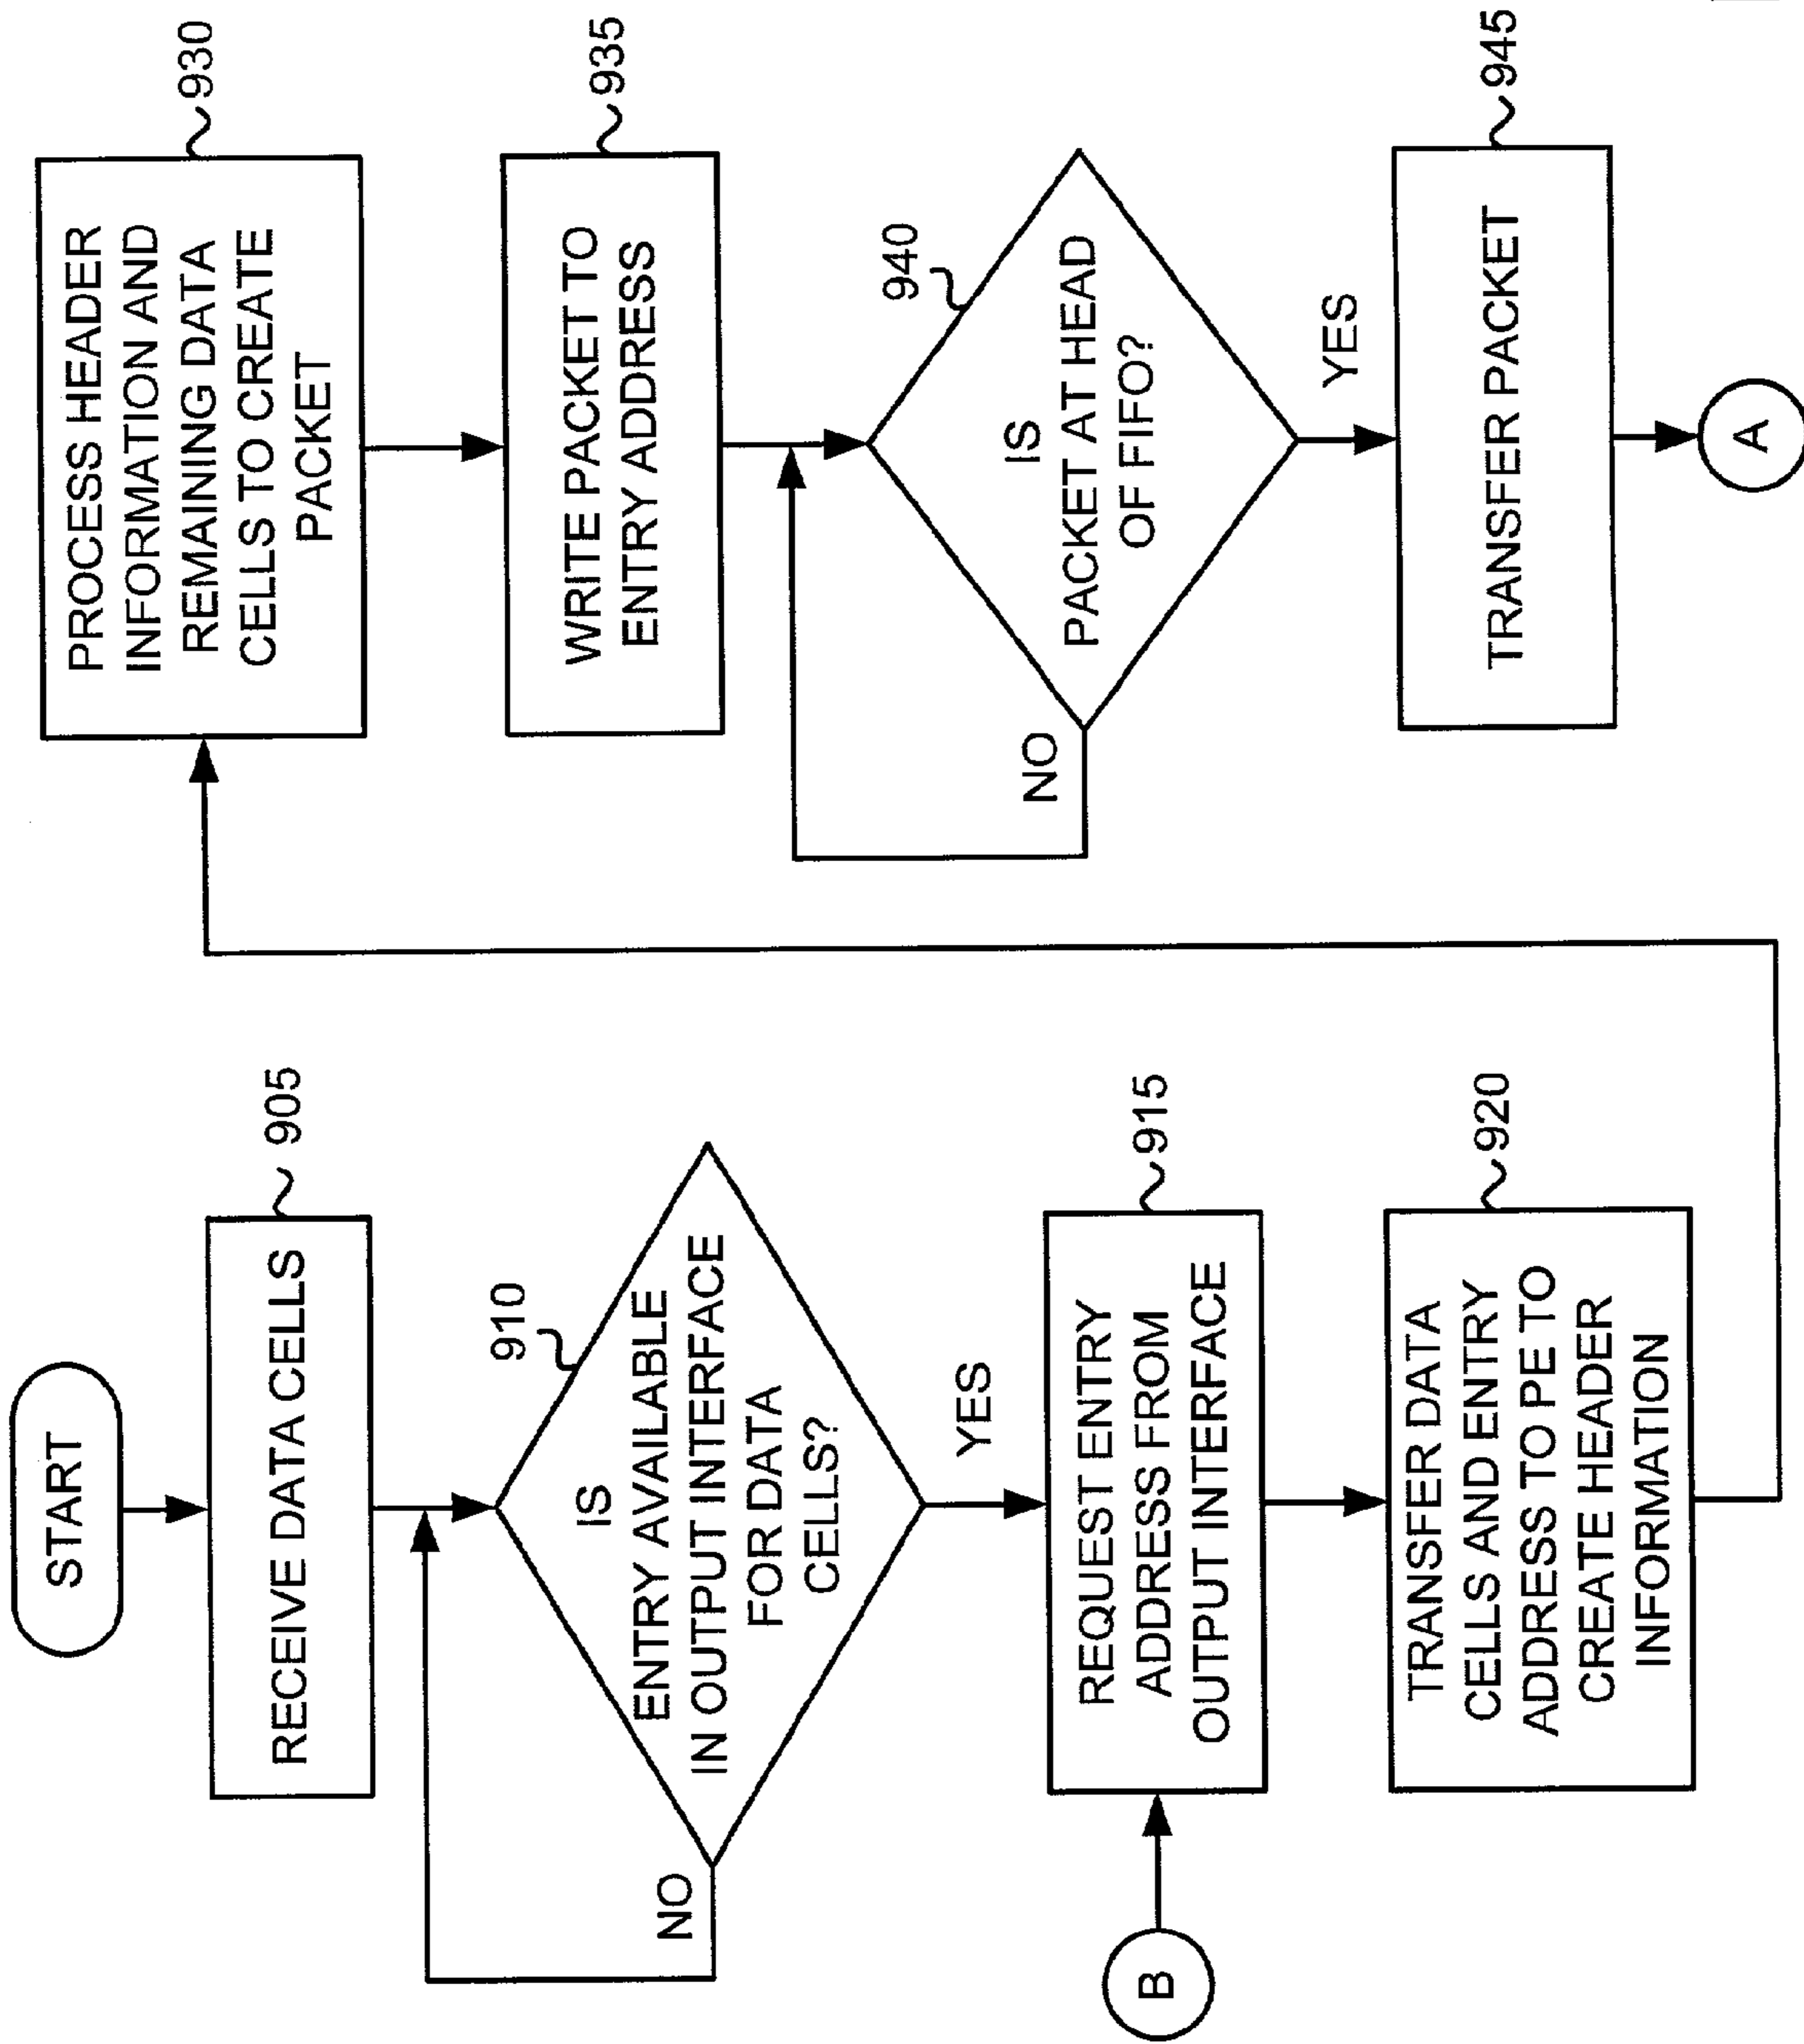 START
RECEIVE DATA CELLS
905
IS
ENTRY AVAILABLE
IN OUTPUT INTERFACE
FOR DATA
CELLS?
910
NO
YES
B
REQUEST ENTRY
ADDRESS FROM
OUTPUT INTERFACE
915
TRANSFER DATA
CELLS AND ENTRY
ADDRESS TO PE TO
CREATE HEADER
INFORMATION
920
PROCESS HEADER
INFORMATION AND
REMAINING DATA
CELLS TO CREATE
PACKET
930
WRITE PACKET TO
ENTRY ADDRESS
935
IS
PACKET AT HEAD
OF FIFO?
940
NO
YES
TRANSFER PACKET
945
A